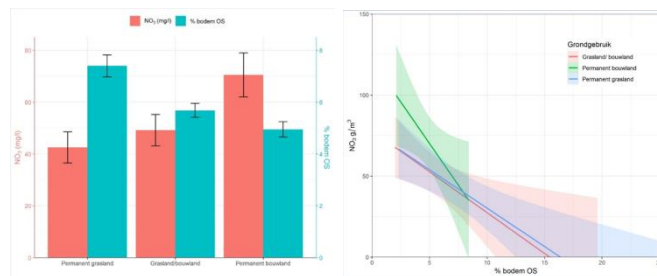 NO₃ (mg/l) % bodem OS
NO₃ (mg/l)
80
60
40
20
0
% bodem OS
8
6
4
2
0
Permanent grasland Grasland/bouwland Permanent bouwland
NO₃ g/m³
150
100
50
0
Grondgebruik
Grasland/bouwland
Permanent bouwland
Permanent grasland
0 5 10 15 20
% bodem OS